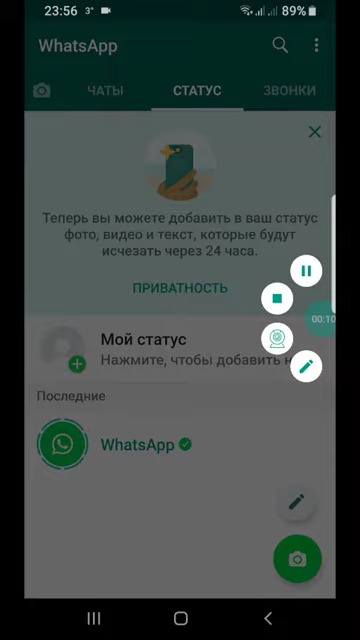 23:56 3° 89%
WhatsApp
ЧАТЫ СТАТУС ЗВОНКИ
Теперь вы можете добавить в ваш статус
фото, видео и текст, которые будут
исчезать через 24 часа.
ПРИВАТНОСТЬ
00:10
Мой статус
Нажмите, чтобы добавить
Последние
WhatsApp